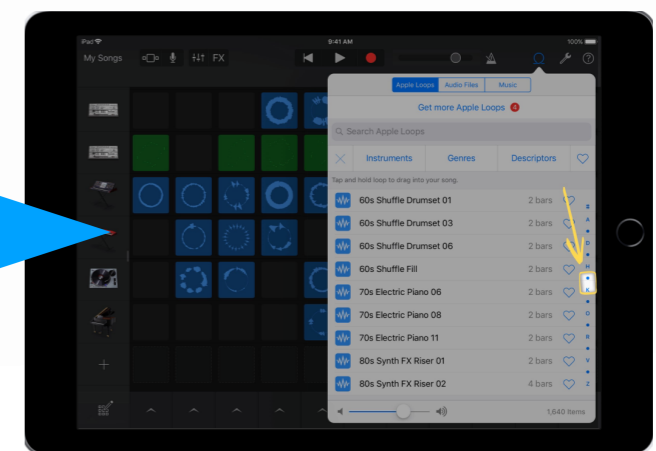 iPad 9:41 AM 100%
My Songs FX
Apple Loops Audio Files Music
Get more Apple Loops 4
Search Apple Loops
Instruments Genres Descriptors
Tap and hold loop to drag into your song.
60s Shuffle Drumset 01 2 bars
60s Shuffle Drumset 03 2 bars
60s Shuffle Drumset 06 2 bars
60s Shuffle Fill 2 bars
70s Electric Piano 06 2 bars
70s Electric Piano 08 2 bars
70s Electric Piano 11 2 bars
80s Synth FX Riser 01 2 bars
80s Synth FX Riser 02 4 bars
#
A
D
H
K
O
R
V
Z
1,640 Items